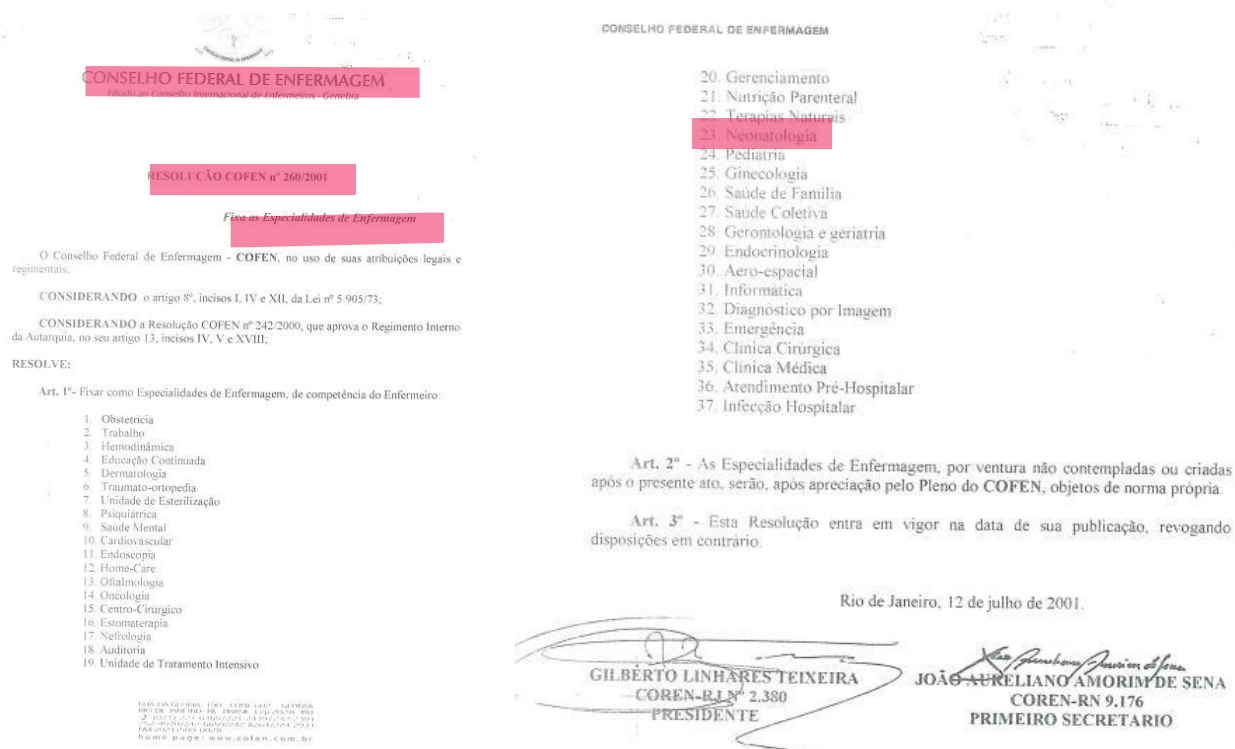 CONSELHO FEDERAL DE ENFERMAGEM
Filiado ao Conselho Internacional de Enfermeiros - Genebra
RESOLUÇÃO COFEN nº 260/2001
Fixa as Especialidades de Enfermagem
O Conselho Federal de Enfermagem - COFEN, no uso de suas atribuições legais e
regimentais;
CONSIDERANDO o artigo 8º, incisos I, IV e XII, da Lei nº 5.905/73;
CONSIDERANDO a Resolução COFEN nº 242/2000, que aprova o Regimento Interno
da Autarquia, no seu artigo 13, incisos IV, V e XVIII;
RESOLVE:
Art. 1º- Fixar como Especialidades de Enfermagem, de competência do Enfermeiro:
1. Obstetrícia
2. Trabalho
3. Hemodinâmica
4. Educação Continuada
5. Dermatologia
6. Traumato-ortopedia
7. Unidade de Esterilização
8. Psiquiátrica
9. Saúde Mental
10. Cardiovascular
11. Endoscopia
12. Home-Care
13. Oftalmologia
14. Oncologia
15. Centro-Cirúrgico
16. Estomaterapia
17. Nefrologia
18. Auditoria
19. Unidade de Tratamento Intensivo
home page: www.cofen.com.br
CONSELHO FEDERAL DE ENFERMAGEM
20. Gerenciamento
21. Nutrição Parenteral
22. Terapias Naturais
23. Neonatologia
24. Pediatria
25. Ginecologia
26. Saúde de Família
27. Saúde Coletiva
28. Gerontologia e geriatria
29. Endocrinologia
30. Aero-espacial
31. Informática
32. Diagnóstico por Imagem
33. Emergência
34. Clínica Cirúrgica
35. Clínica Médica
36. Atendimento Pré-Hospitalar
37. Infecção Hospitalar
Art. 2º - As Especialidades de Enfermagem, por ventura não contempladas ou criadas
após o presente ato, serão, após apreciação pelo Pleno do COFEN, objetos de norma própria.
Art. 3º - Esta Resolução entra em vigor na data de sua publicação, revogando
disposições em contrário.
Rio de Janeiro, 12 de julho de 2001.
GILBERTO LINHARES TEIXEIRA
COREN-RJ Nº 2.380
PRESIDENTE
JOÃO AURELIANO AMORIM DE SENA
COREN-RN 9.176
PRIMEIRO SECRETARIO